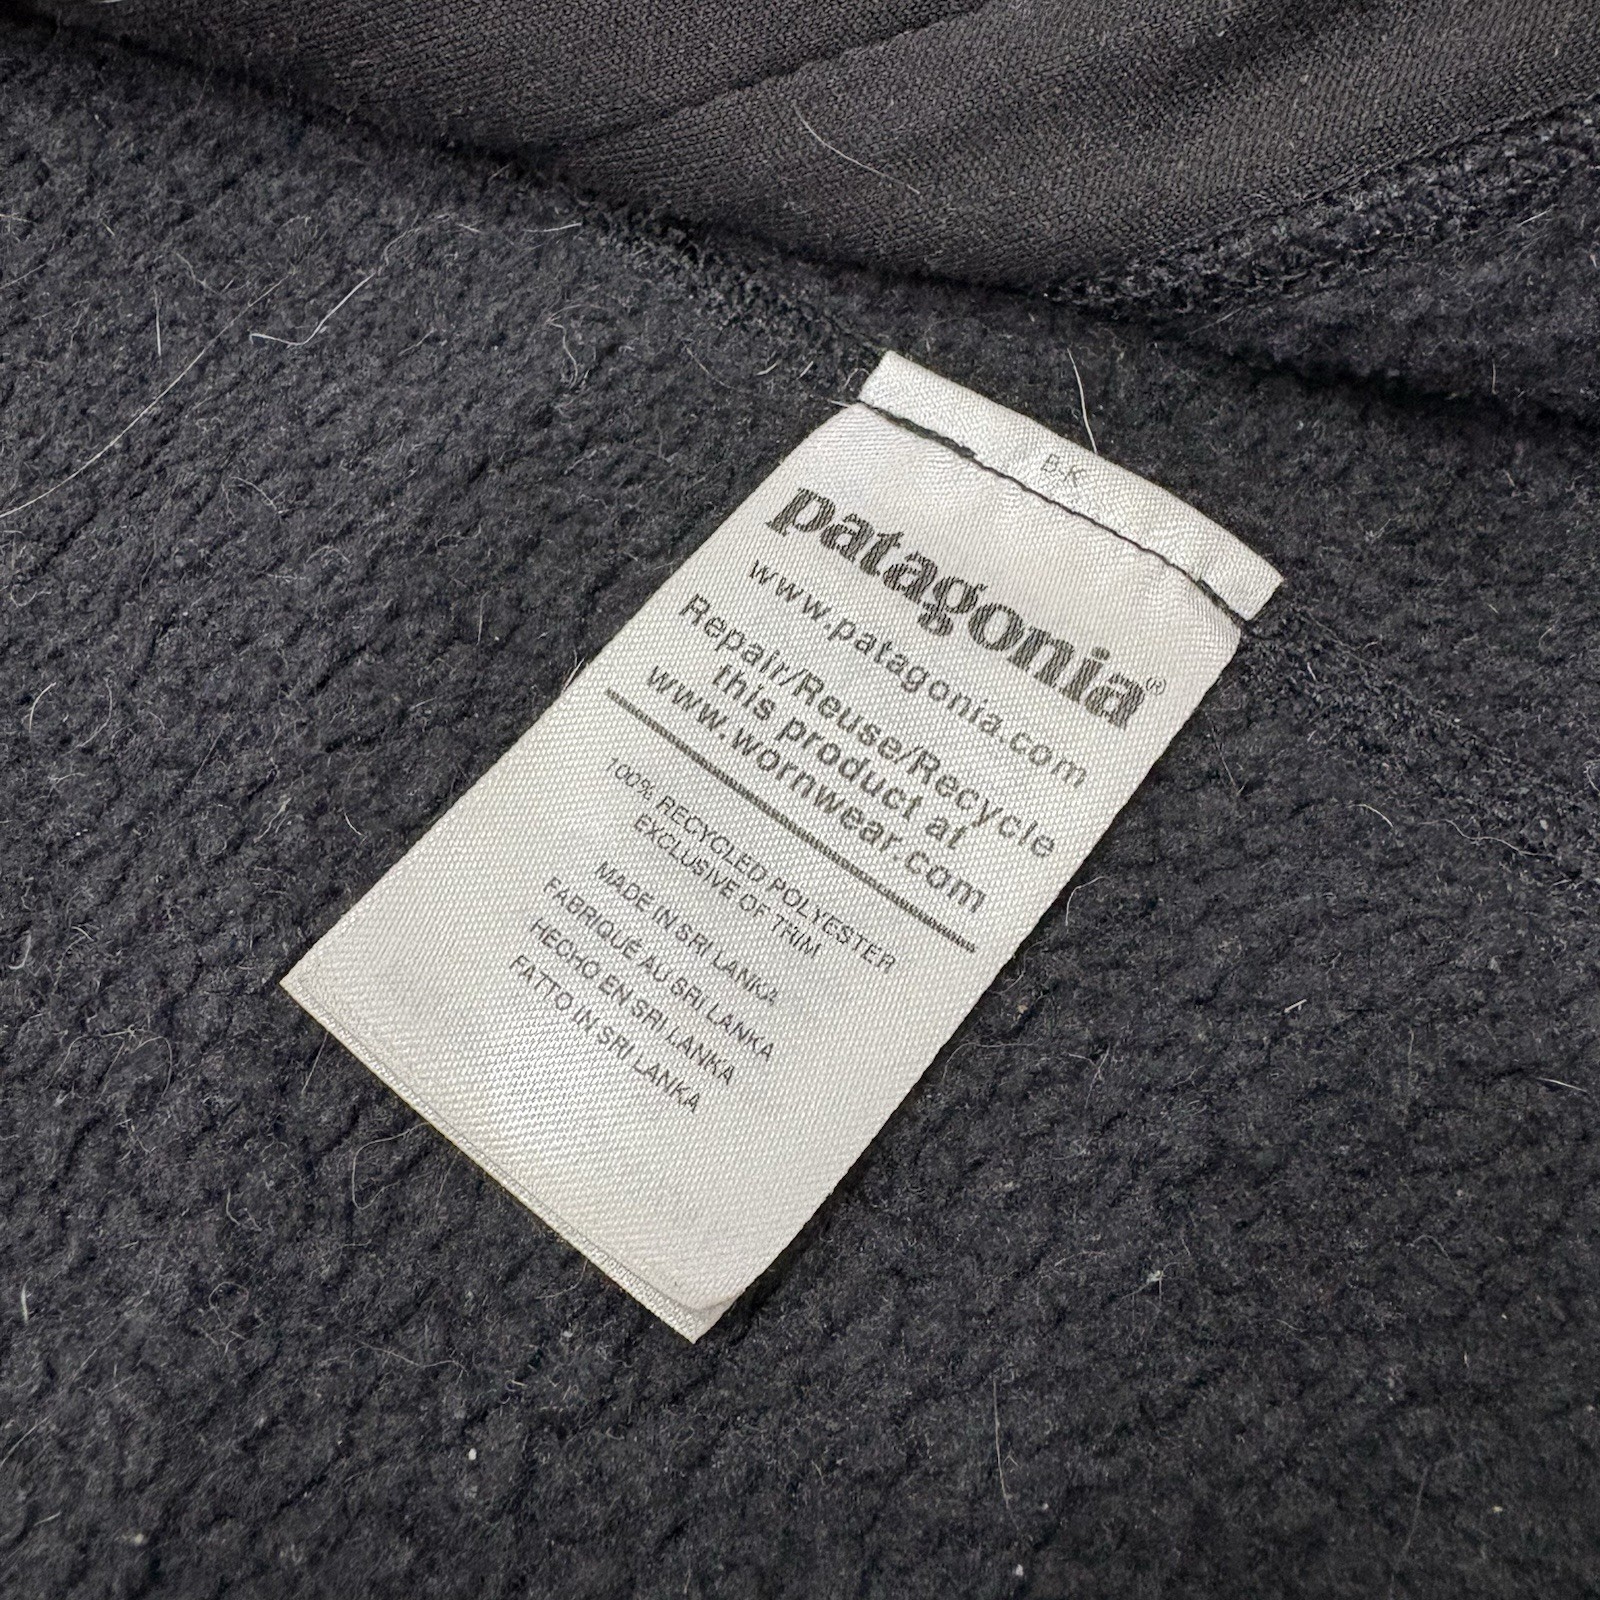 B-K
patagonia®
www.patagonia.com
Repair/Reuse/Recycle
this product at
www.wornwear.com
100% RECYCLED POLYESTER
EXCLUSIVE OF TRIM
MADE IN SRI LANKA
FABRIQUÉ AU SRI LANKA
HECHO EN SRI LANKA
FATTO IN SRI LANKA